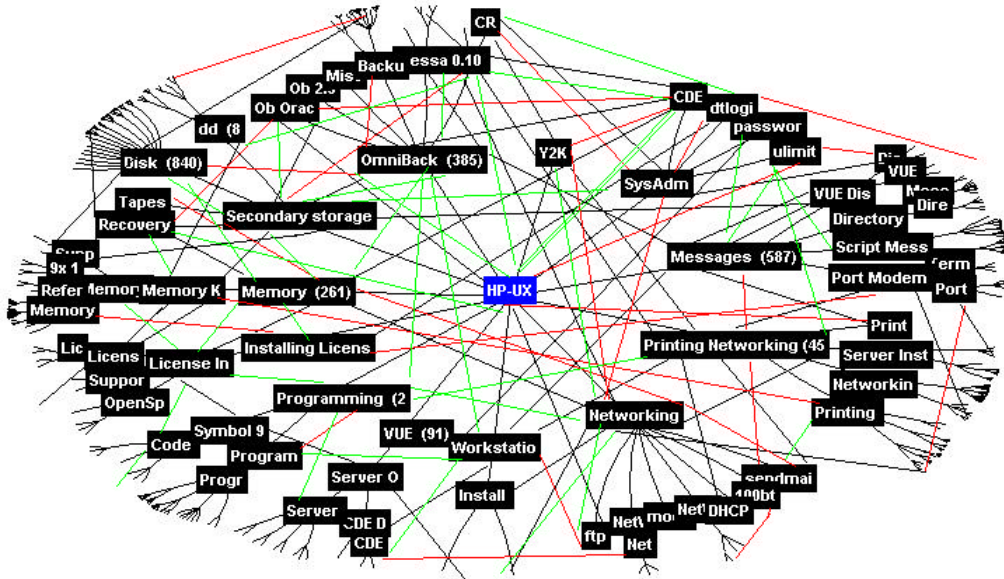 CR
essa 0.10
Backu
Mis
Ob 2.
Ob Orac
CDE
dtlogi
passwor
ulimit
dd (8
Disk (840)
OmniBack (385)
Y2K
SysAdm
VUE
VUE Dis
Dire
Tapes
Recovery
Secondary storage
Directory
Script Mess
Messages (587)
Supp
9x 1
Refer
Memory
Memory K
Memory (261)
HP-UX
Port Modem
Port
Memory
Print
Lic
Licens
License In
Installing Licens
Printing Networking (45
Server Inst
Suppor
OpenSp
Programming (2
Networking
Networkin
Printing
Code
Symbol 9
Program
VUE (91)
Workstatio
Progr
Server O
Install
sendmai
100bt
Server
CDE D
CDE
ftp
Net
DHCP
Net